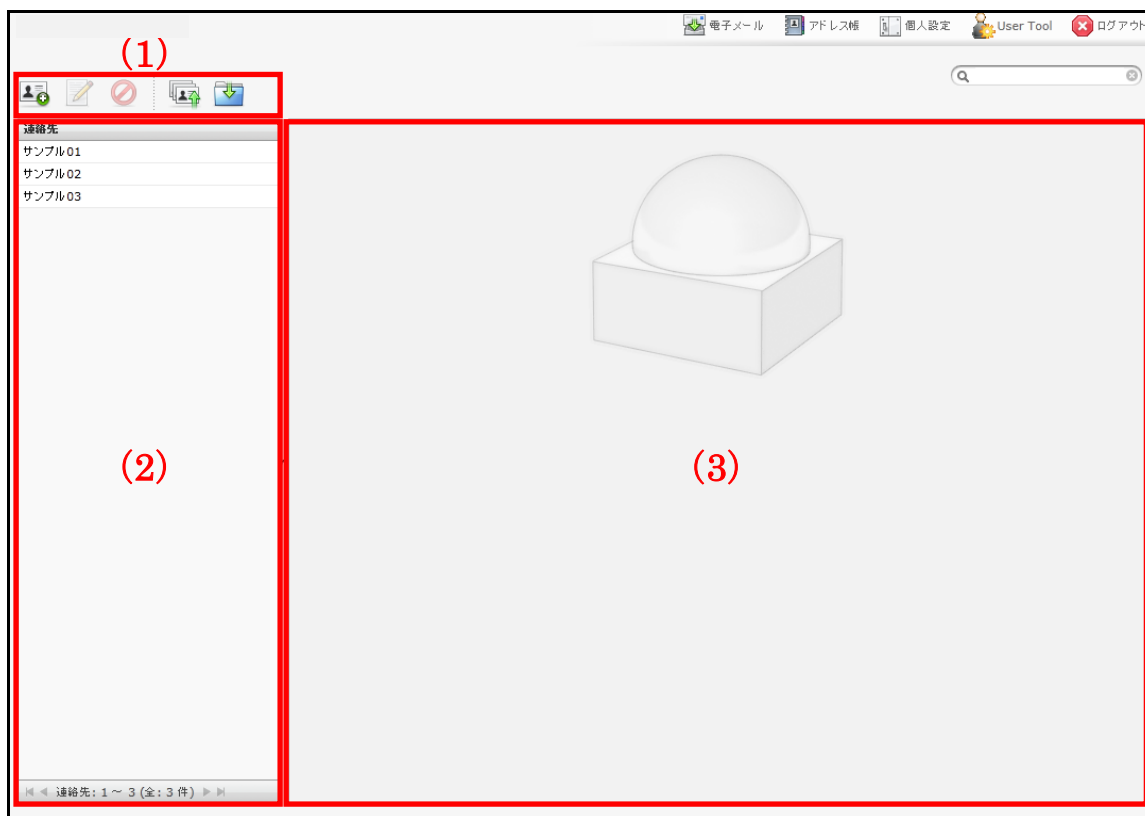 電子メール アドレス帳 個人設定 User Tool ログアウト
(1)
連絡先
サンプル01
サンプル02
サンプル03
(2)
(3)
連絡先: 1 ～ 3 (全: 3 件)